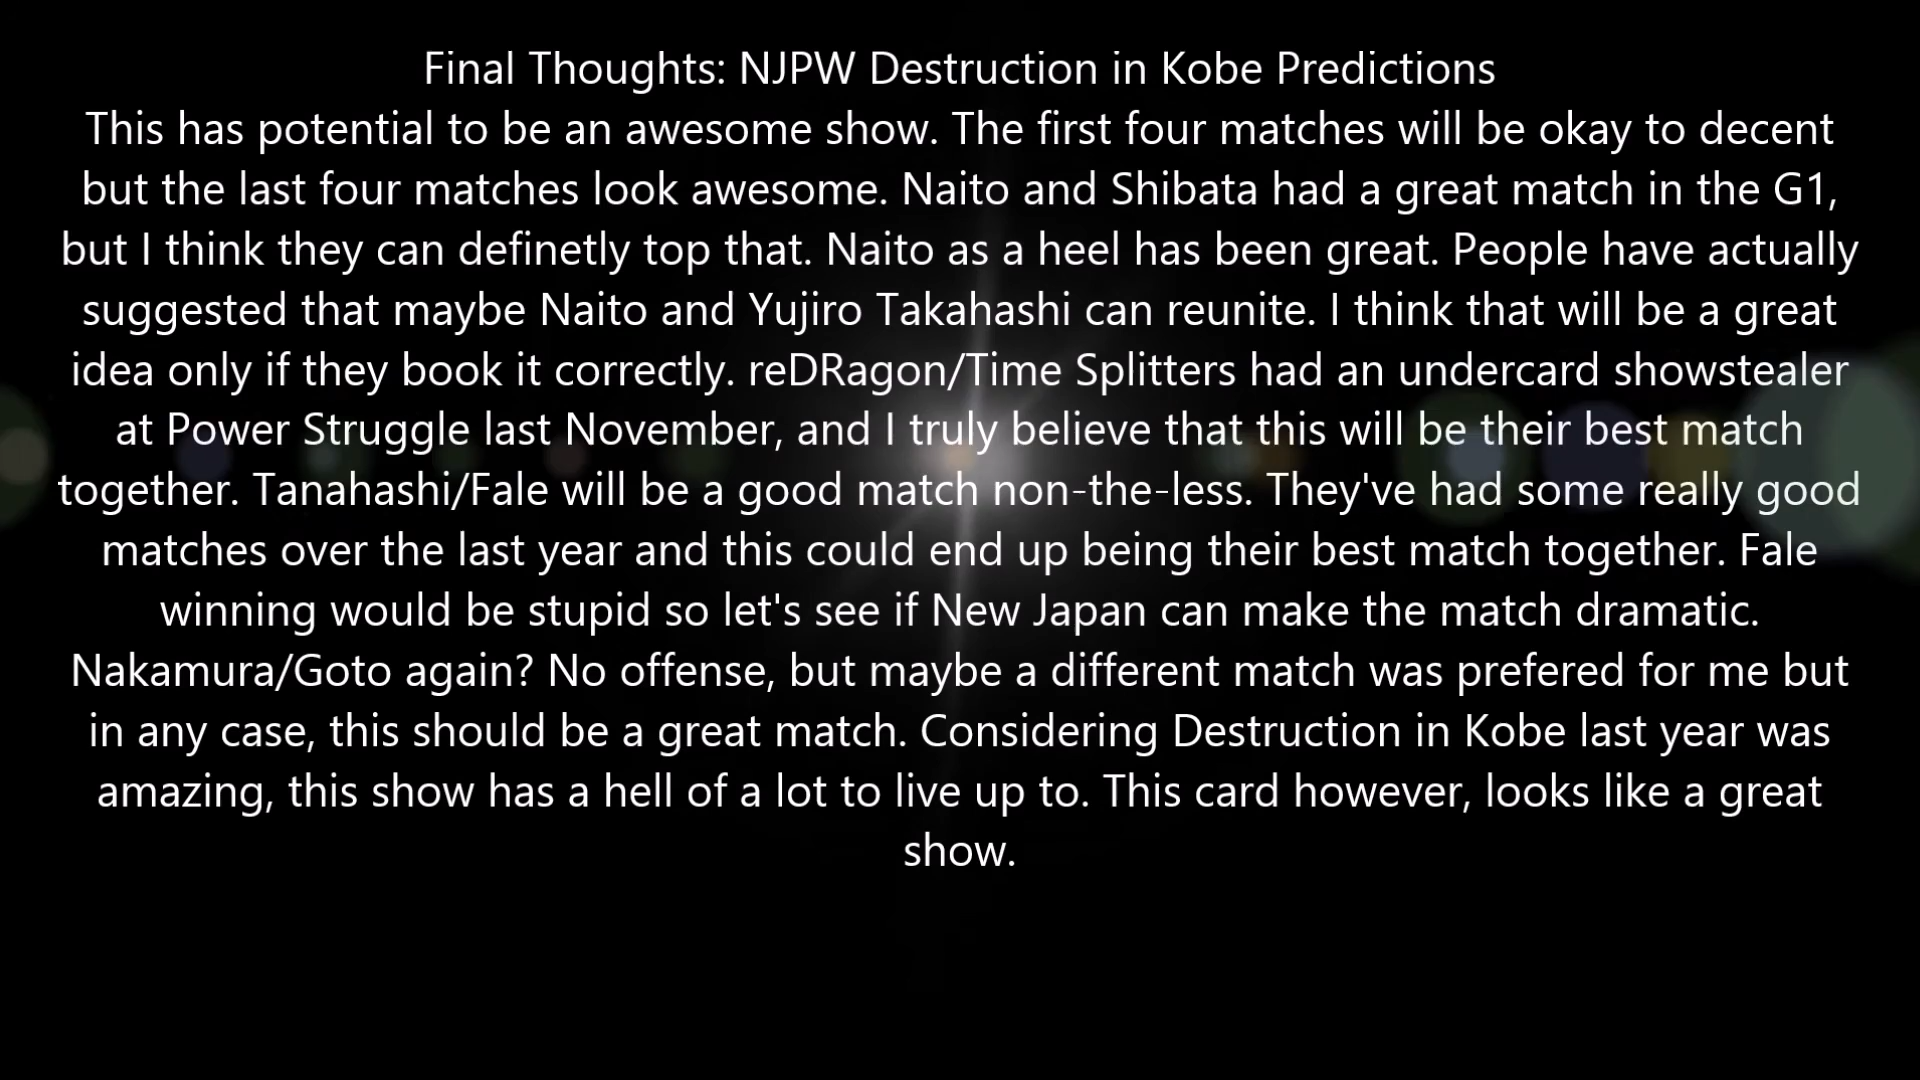 Final Thoughts: NJPW Destruction in Kobe Predictions
This has potential to be an awesome show. The first four matches will be okay to decent
but the last four matches look awesome. Naito and Shibata had a great match in the G1,
but I think they can definetly top that. Naito as a heel has been great. People have actually
suggested that maybe Naito and Yujiro Takahashi can reunite. I think that will be a great
idea only if they book it correctly. reDRagon/Time Splitters had an undercard showstealer
at Power Struggle last November, and I truly believe that this will be their best match
together. Tanahashi/Fale will be a good match non-the-less. They've had some really good
matches over the last year and this could end up being their best match together. Fale
winning would be stupid so let's see if New Japan can make the match dramatic.
Nakamura/Goto again? No offense, but maybe a different match was prefered for me but
in any case, this should be a great match. Considering Destruction in Kobe last year was
amazing, this show has a hell of a lot to live up to. This card however, looks like a great
show.